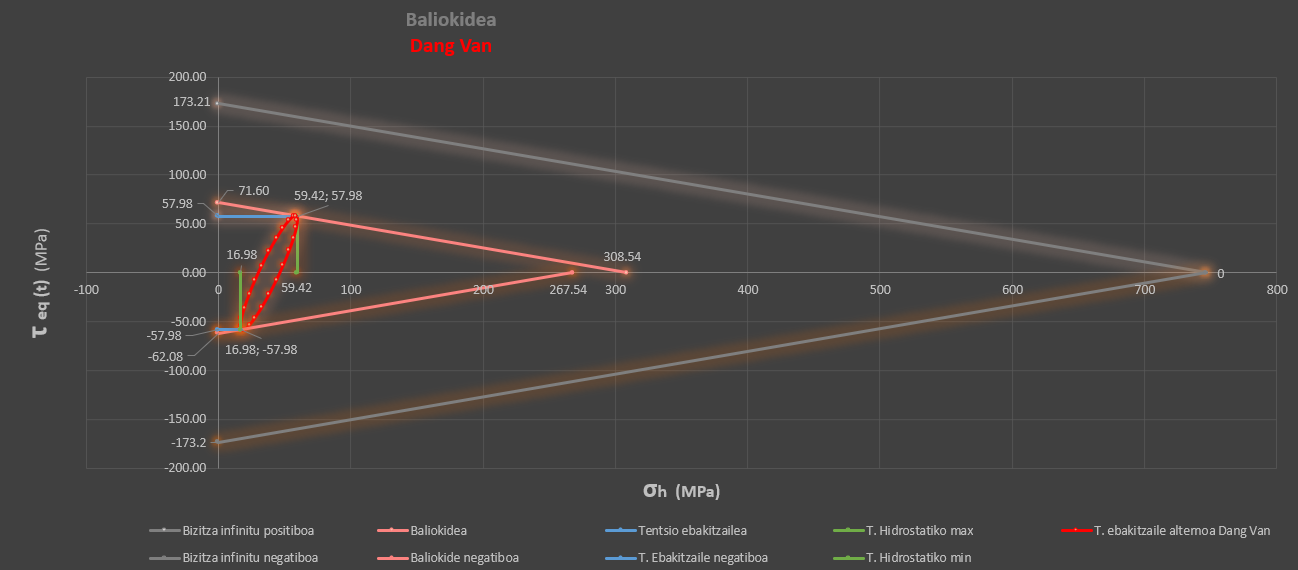 Baliokidea
Dang Van
200.00
173.21
150.00
100.00
71.60
59.42; 57.98
57.98
50.00
16.98
308.54
0.00
0
-100
0
59.42
100
200
267.54
300
400
500
600
700
800
-50.00
-57.98
-62.08
16.98; -57.98
-100.00
-150.00
-173.2
-200.00
τ eq (t) (MPa)
σh (MPa)
Bizitza infinitu positiboa
Baliokidea
Tentsio ebakitzailea
T. Hidrostatiko max
T. ebakitzaile alternoa Dang Van
Bizitza infinitu negatiboa
Baliokide negatiboa
T. Ebakitzaile negatiboa
T. Hidrostatiko min